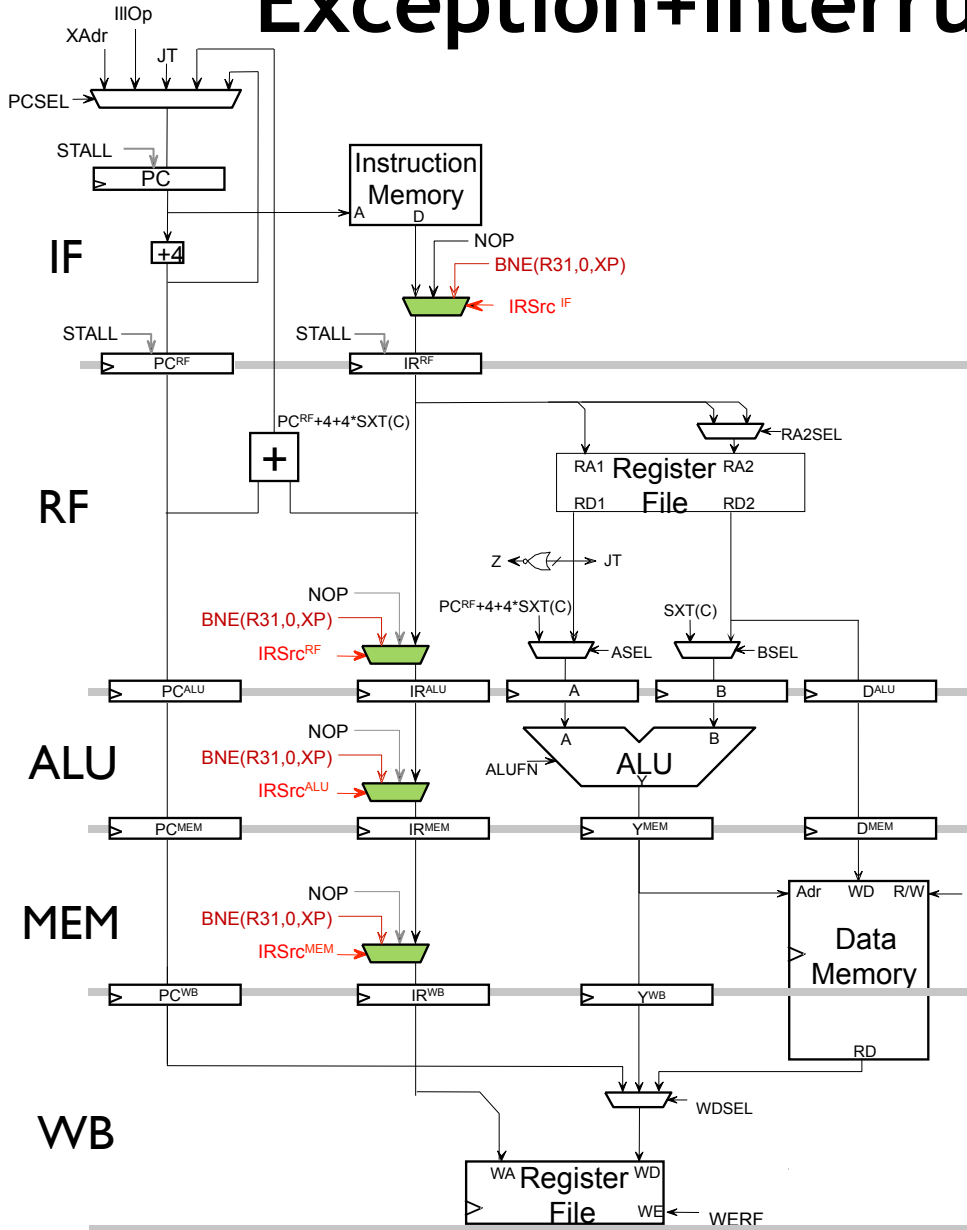 Exception+Interru
IllOp
XAdr
JT
PCSEL
STALL
PC
Instruction
Memory
A
D
IF
+4
NOP
BNE(R31,0,XP)
IRSrc IF
STALL
STALL
PCRF
IRRF
PCRF+4+4*SXT(C)
RA2SEL
+
RA1 Register RA2
File
RD1
RD2
RF
Z
JT
NOP
BNE(R31,0,XP)
IRSrcRF
PCRF+4+4*SXT(C)
SXT(C)
ASEL
BSEL
PCALU
IRALU
A
B
DALU
NOP
BNE(R31,0,XP)
IRSrcALU
A
B
ALU
ALUFN
ALU
Y
PCMEM
IRMEM
YMEM
DMEM
NOP
BNE(R31,0,XP)
IRSrcMEM
MEM
Adr WD R/W
Data
Memory
PCWB
IRWB
YWB
RD
WDSEL
WB
WA Register WD
File
WE
WERF